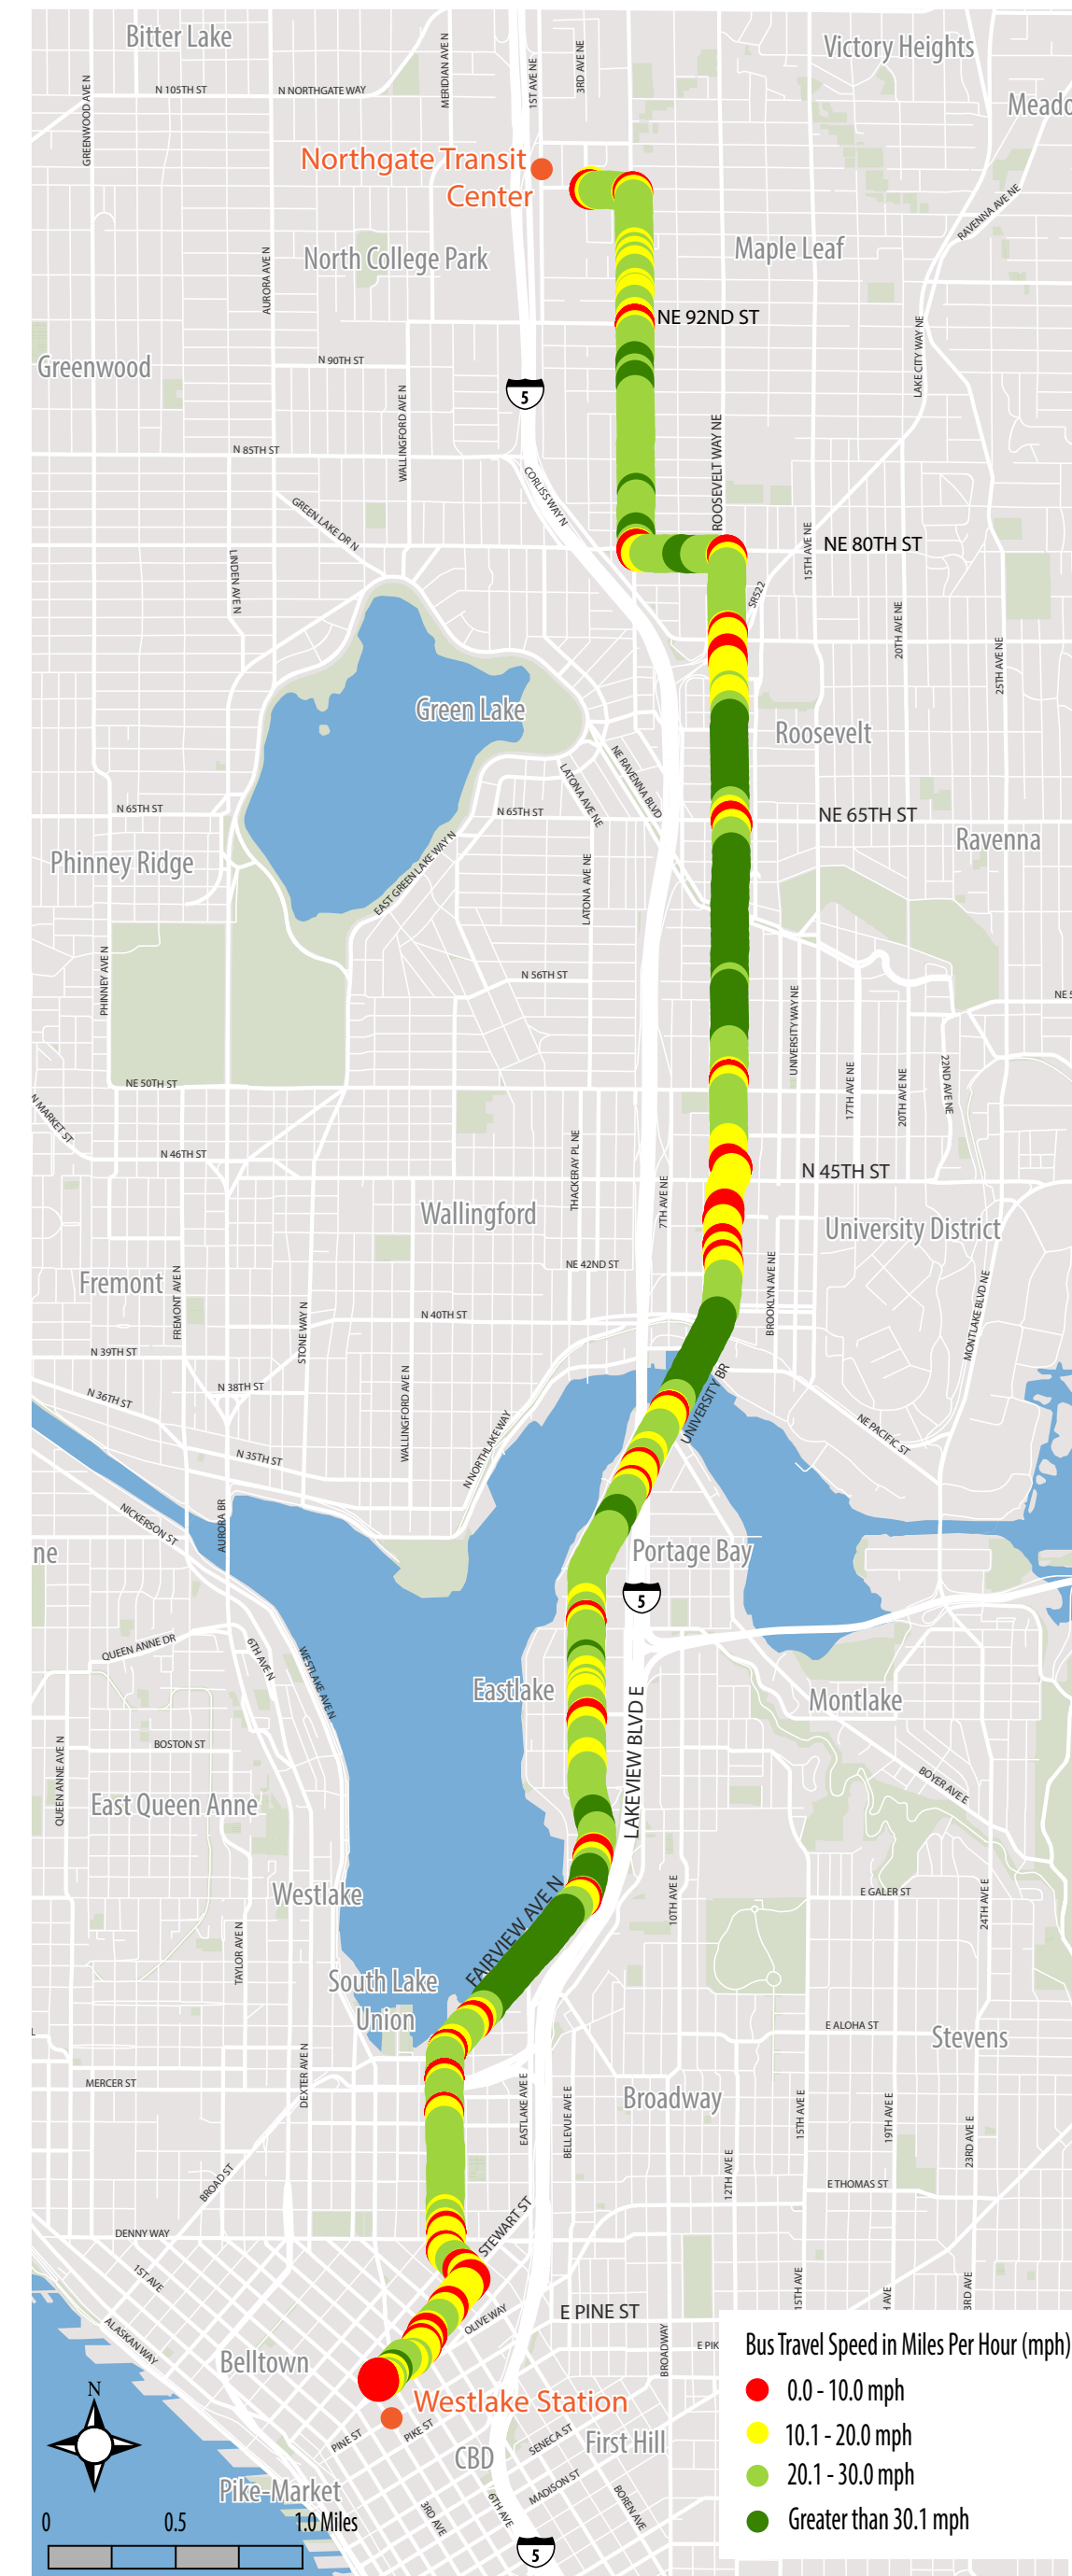 Bitter Lake
Victory Heights
MERIDIAN AVE N
1ST AVE NE
3RD AVE NE
GREENWOOD AVE N
N 105TH ST
N NORTHGATE WAY
Northgate Transit
Center
RAVENNA AVE NE
North College Park
Maple Leaf
AURORA AVE N
NE 92ND ST
LAKE CITY WAY NE
Greenwood
N 90TH ST
5
WALLINGFORD AVE N
ROOSEVELT WAY NE
N 85TH ST
CORLISS WAY N
GREEN LAKE DR N
NE 80TH ST
15TH AVE NE
LINDEN AVE N
SR522
20TH AVE NE
25TH AVE NE
Green Lake
Roosevelt
NE RAVENNA BLVD
LATONA AVE NE
N 65TH ST
N 65TH ST
NE 65TH ST
Ravenna
Phinney Ridge
EAST GREEN LAKE WAY N
LATONA AVE NE
PHINNEY AVE N
N 56TH ST
UNIVERSITY WAY NE
NE 50TH ST
17TH AVE NE
20TH AVE NE
22ND AVE NE
N MARKET ST
N 46TH ST
THACKERAY PL NE
7TH AVE NE
N 45TH ST
Wallingford
University District
NE 42ND ST
Fremont
FREMONT AVE N
STONE WAY N
N 40TH ST
BROOKLYN AVE NE
MONTLAKE BLVD NE
N 39TH ST
N 38TH ST
N 36TH ST
WALLINGFORD AVE N
UNIVERSITY BR
N NORTHLAKE WAY
NE PACIFIC ST
N 35TH ST
NICKERSON ST
AURORA BR
ne
Portage Bay
5
QUEEN ANNE DR
6TH AVE N
WESTLAKE AVE N
Eastlake
LAKEVIEW BLVD E
Montlake
QUEEN ANNE AVE N
BOSTON ST
BOYER AVE E
East Queen Anne
Westlake
FAIRVIEW AVE N
10TH AVE E
E GALER ST
24TH AVE E
TAYLOR AVE N
South Lake
Union
E ALOHA ST
Stevens
DEXTER AVE N
MERCER ST
EASTLAKE AVE E
BELLEVUE AVE E
Broadway
15TH AVE E
19TH AVE E
23RD AVE E
12TH AVE E
BROAD ST
E THOMAS ST
STEWART ST
DENNY WAY
1ST AVE
15TH AVE
ALASKAN WAY
OLIVE WAY
E PINE ST
BROADWAY
E PIK
Belltown
Westlake Station
PINE ST
PIKE ST
SENECA ST
First Hill
CBD
MADISON ST
Pike-Market
3RD AVE
6TH AVE
BOREN AVE
5
N
0 0.5 1.0 Miles
Bus Travel Speed in Miles Per Hour (mph)
0.0 - 10.0 mph
10.1 - 20.0 mph
20.1 - 30.0 mph
Greater than 30.1 mph